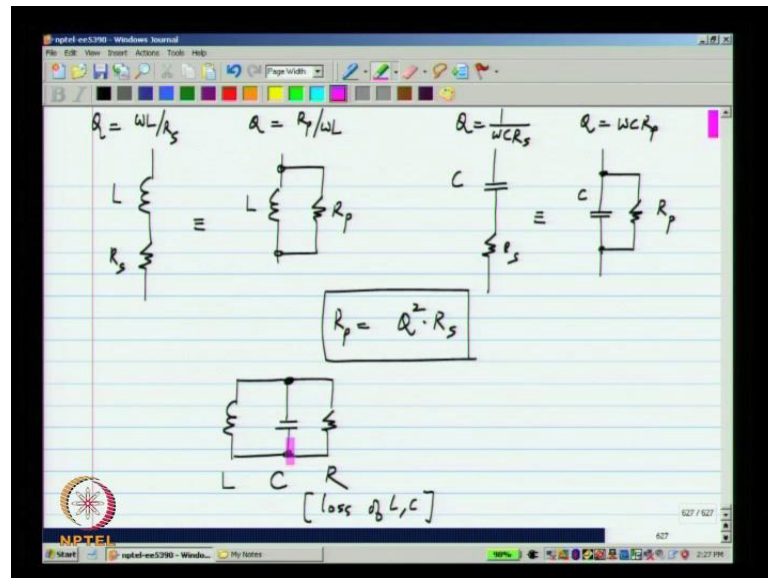 nptel-ee5390 - Windows Journal
File Edit View Insert Actions Tools Help
Page Width
B I
Q = ωL/Rs Q = Rp/ωL Q = 1/ωCRs Q = ωCRp
L L Rp C C Rp
≡ ≡
Rs Rs
Rp = Q² · Rs
L C R
[loss of L, C]
627 / 627
627
NPTEL
Start nptel-ee5390 - Windo... My Notes 98% 2:27 PM